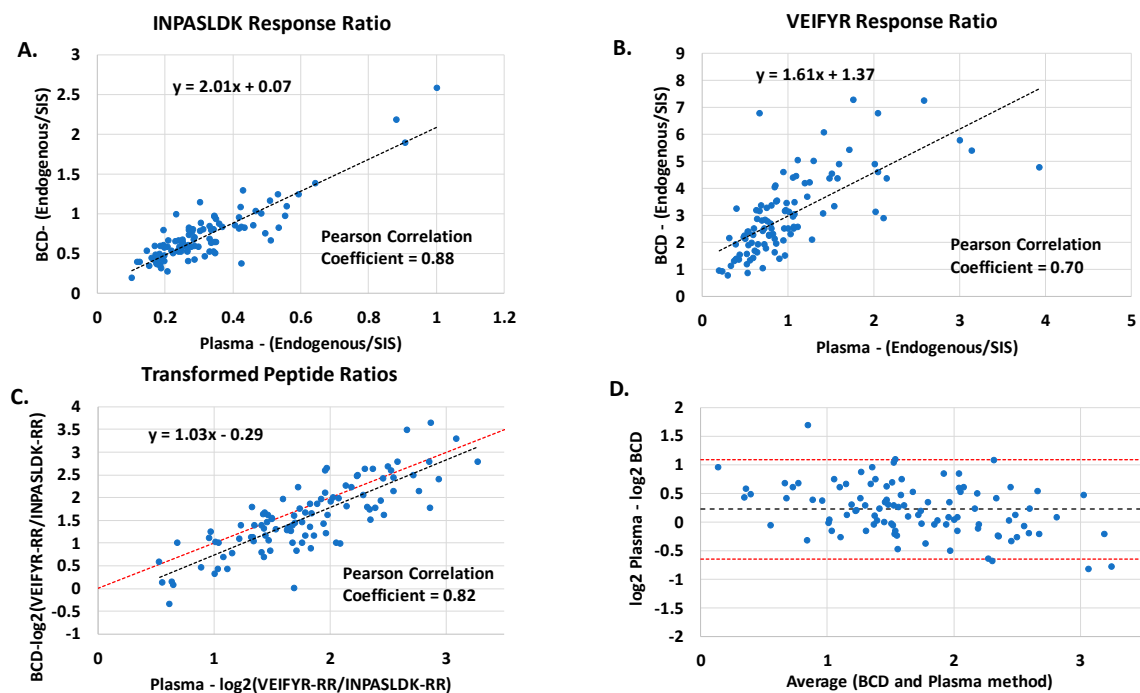 INPASLDK Response Ratio
A.
y = 2.01x + 0.07
Pearson Correlation
Coefficient = 0.88
BCD- (Endogenous/SIS)
3
2.5
2
1.5
1
0.5
0
0 0.2 0.4 0.6 0.8 1 1.2
Plasma - (Endogenous/SIS)
VEIFYR Response Ratio
B.
y = 1.61x + 1.37
Pearson Correlation
Coefficient = 0.70
BCD - (Endogenous/SIS)
9
8
7
6
5
4
3
2
1
0
0 1 2 3 4 5
Plasma - (Endogenous/SIS)
Transformed Peptide Ratios
C.
y = 1.03x - 0.29
Pearson Correlation
Coefficient = 0.82
BCD-log2(VEIFYR-RR/INPASLDK-RR)
4
3.5
3
2.5
2
1.5
1
0.5
0
-0.5
-1
0 1 2 3
Plasma - log2(VEIFYR-RR/INPASLDK-RR)
D.
log2 Plasma - log2 BCD
2
1.5
1
0.5
0
-0.5
-1
-1.5
-2
0 1 2 3
Average (BCD and Plasma method)